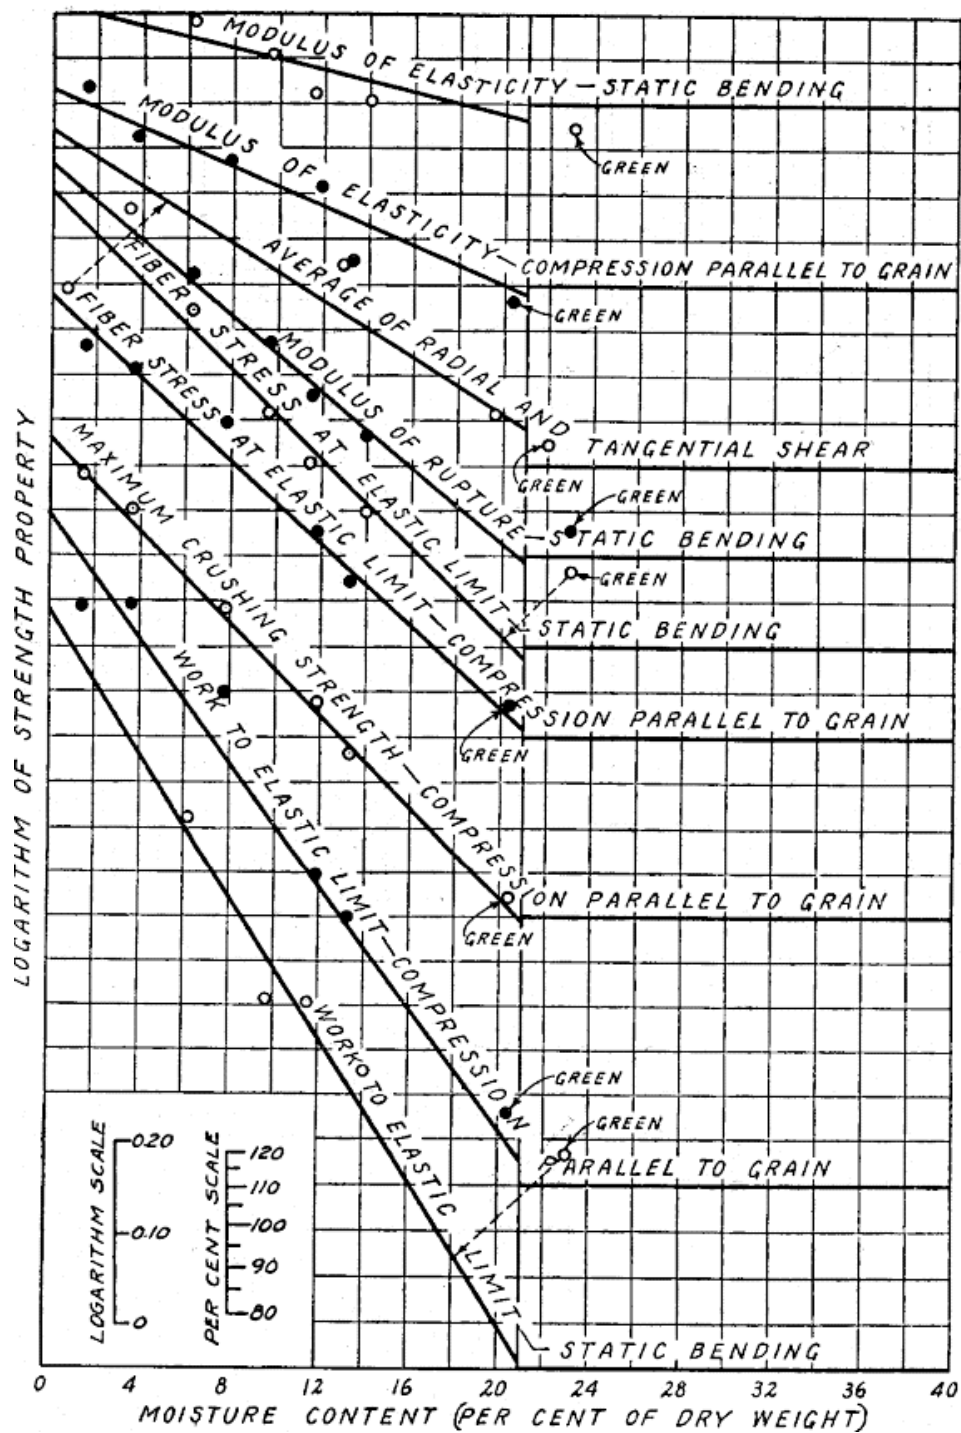 MODULUS OF ELASTICITY — STATIC BENDING
GREEN
MODULUS OF ELASTICITY — COMPRESSION PARALLEL TO GRAIN
GREEN
AVERAGE OF RADIAL AND
TANGENTIAL SHEAR
GREEN
MODULUS OF RUPTURE — STATIC BENDING
GREEN
FIBER STRESS AT ELASTIC LIMIT — STATIC BENDING
GREEN
FIBER STRESS AT ELASTIC LIMIT — COMPRESSION PARALLEL TO GRAIN
GREEN
MAXIMUM CRUSHING STRENGTH — COMPRESSION PARALLEL TO GRAIN
GREEN
WORK TO ELASTIC LIMIT — COMPRESSION
PARALLEL TO GRAIN
GREEN
WORK TO ELASTIC LIMIT — STATIC BENDING
GREEN
LOGARITHM OF STRENGTH PROPERTY
LOGARITHM SCALE
0.20
0.10
0
PER CENT SCALE
120
110
100
90
80
0 4 8 12 16 20 24 28 32 36 40
MOISTURE CONTENT (PER CENT OF DRY WEIGHT)